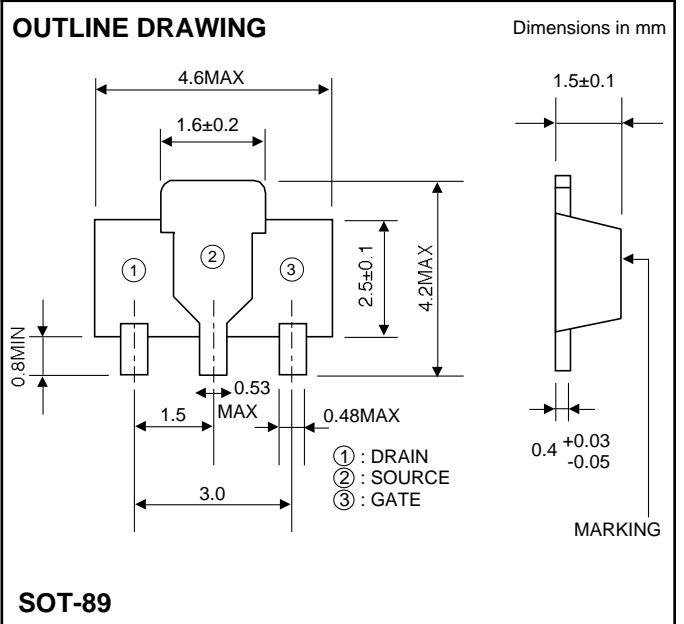 OUTLINE DRAWING
Dimensions in mm
4.6MAX
1.5±0.1
1.6±0.2
①
②
③
2.5±0.1
4.2MAX
0.8MIN
0.53
MAX
1.5
0.48MAX
0.4 +0.03
-0.05
① : DRAIN
② : SOURCE
③ : GATE
3.0
MARKING
SOT-89